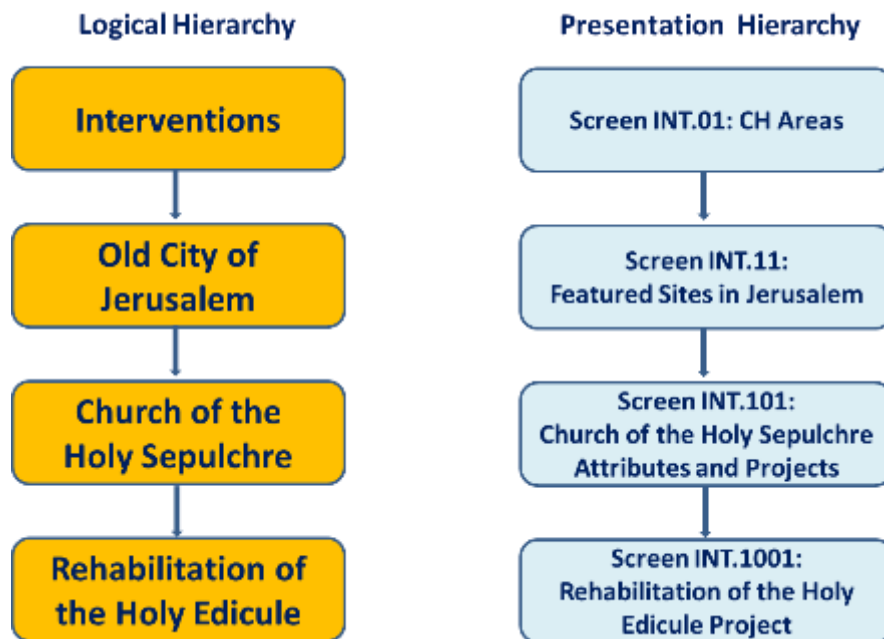 Logical Hierarchy
Interventions
Old City of
Jerusalem
Church of the
Holy Sepulchre
Rehabilitation of
the Holy Edicule
Presentation Hierarchy
Screen INT.01: CH Areas
Screen INT.11:
Featured Sites in Jerusalem
Screen INT.101:
Church of the Holy Sepulchre
Attributes and Projects
Screen INT.1001:
Rehabilitation of the Holy
Edicule Project